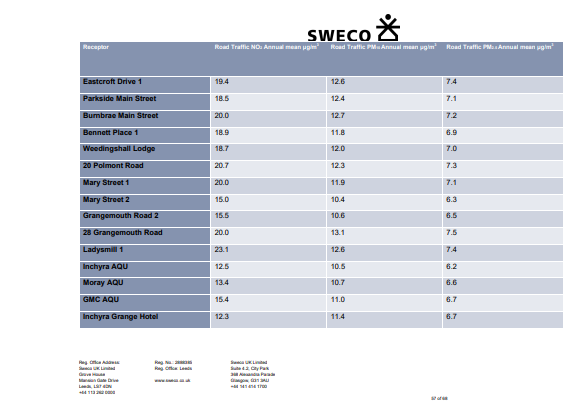 SWECO
Receptor Road Traffic NO₂ Annual mean µg/m³ Road Traffic PM₁₀ Annual mean µg/m³ Road Traffic PM₂.₅ Annual mean µg/m³
Eastcroft Drive 1 19.4 12.6 7.4
Parkside Main Street 18.5 12.4 7.1
Burnbrae Main Street 20.0 12.7 7.2
Bennett Place 1 18.9 11.8 6.9
Weedingshall Lodge 18.7 12.0 7.0
20 Polmont Road 20.7 12.3 7.3
Mary Street 1 20.0 11.9 7.1
Mary Street 2 15.0 10.4 6.3
Grangemouth Road 2 15.5 10.6 6.5
28 Grangemouth Road 20.0 13.1 7.5
Ladysmill 1 23.1 12.6 7.4
Inchyra AQU 12.5 10.5 6.2
Moray AQU 13.4 10.7 6.6
GMC AQU 15.4 11.0 6.7
Inchyra Grange Hotel 12.3 11.4 6.7
Reg. Office Address: Reg. No.: 2888385 Sweco UK Limited
Sweco UK Limited Reg. Office: Leeds Suite 4.2, City Park
Grove House 368 Alexandra Parade
Mansion Gate Drive www.sweco.co.uk Glasgow, G31 3AU
Leeds, LS7 4DN +44 141 414 1700
+44 113 262 0000
57 of 69